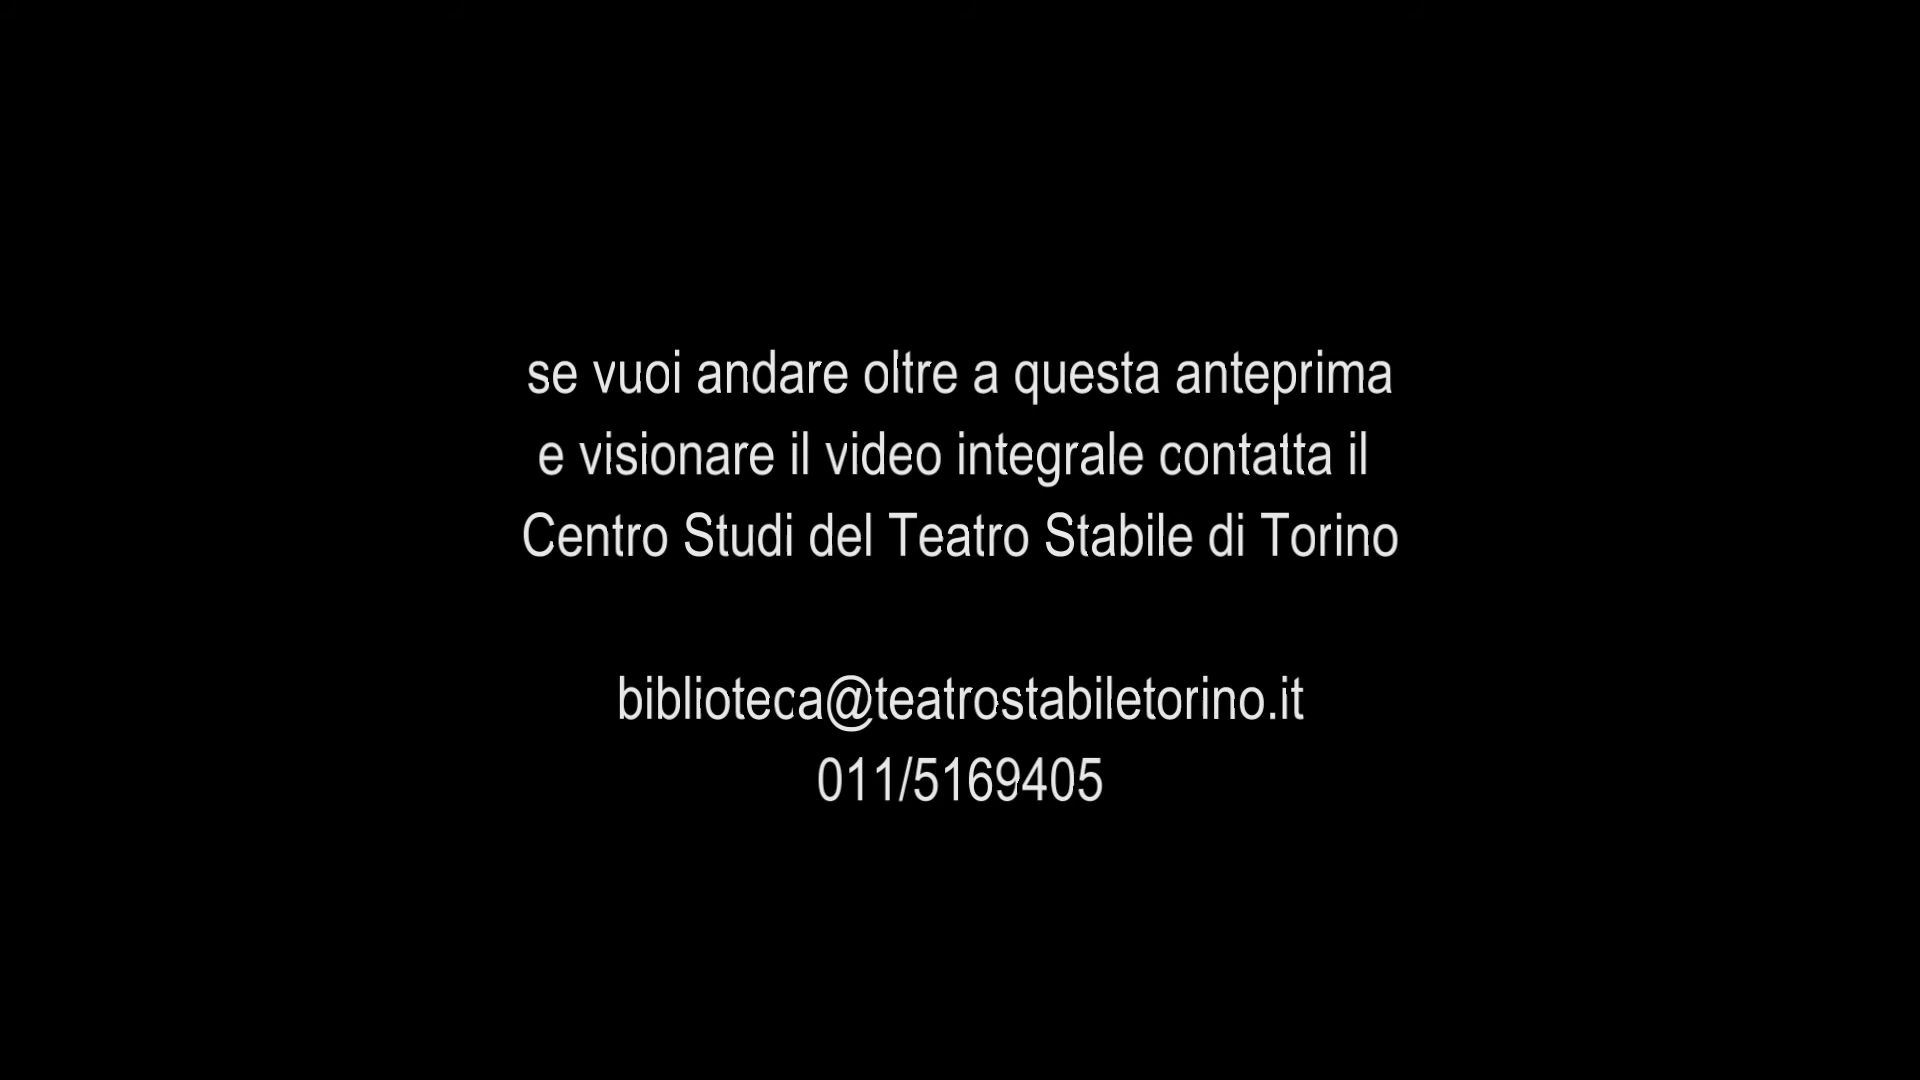 se vuoi andare oltre a questa anteprima
e visionare il video integrale contatta il
Centro Studi del Teatro Stabile di Torino
biblioteca@teatrostabiletorino.it
011/5169405